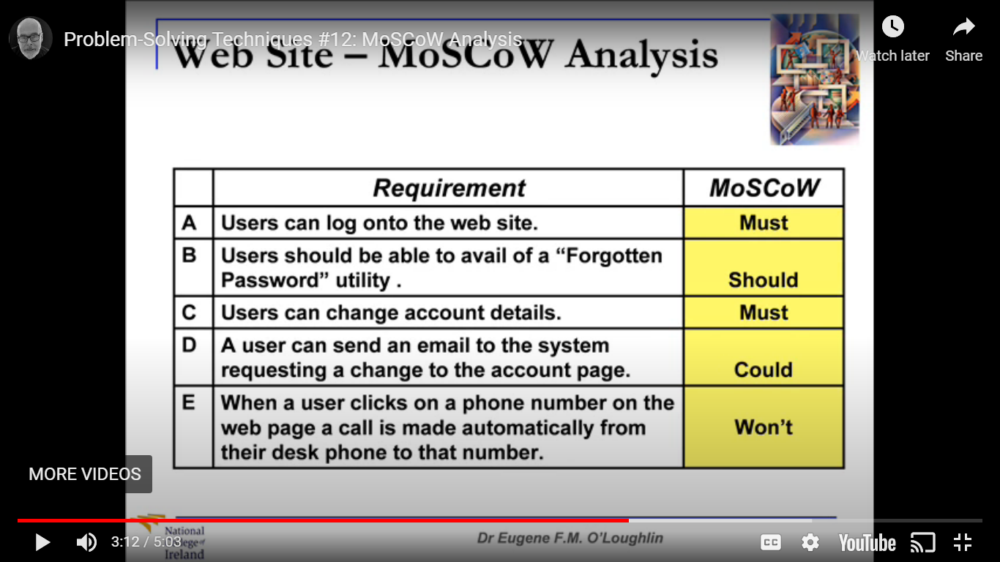 Problem-Solving Techniques #12: MoSCoW Analysis
Web Site – MoSCoW Analysis
Watch later
Share
Requirement
MoSCoW
A
Users can log onto the web site.
Must
B
Users should be able to avail of a “Forgotten
Password” utility .
Should
C
Users can change account details.
Must
D
A user can send an email to the system
requesting a change to the account page.
Could
E
When a user clicks on a phone number on the
web page a call is made automatically from
their desk phone to that number.
Won’t
MORE VIDEOS
National
College of
Ireland
Dr Eugene F.M. O’Loughlin
3:12 / 5:03
CC
YouTube